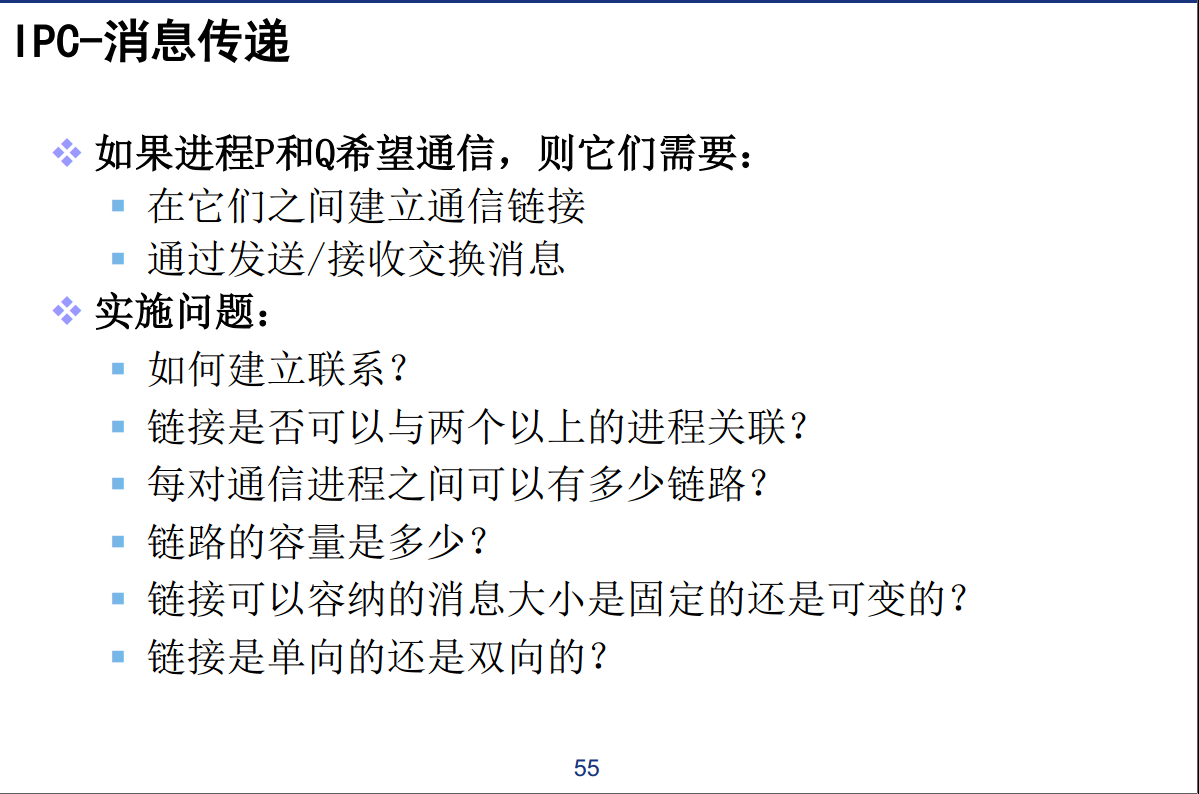 IPC-消息传递
如果进程P和Q希望通信，则它们需要：
在它们之间建立通信链接
通过发送/接收交换消息
实施问题：
如何建立联系？
链接是否可以与两个以上的进程关联？
每对通信进程之间可以有多少链路？
链路的容量是多少？
链接可以容纳的消息大小是固定的还是可变的？
链接是单向的还是双向的？
55